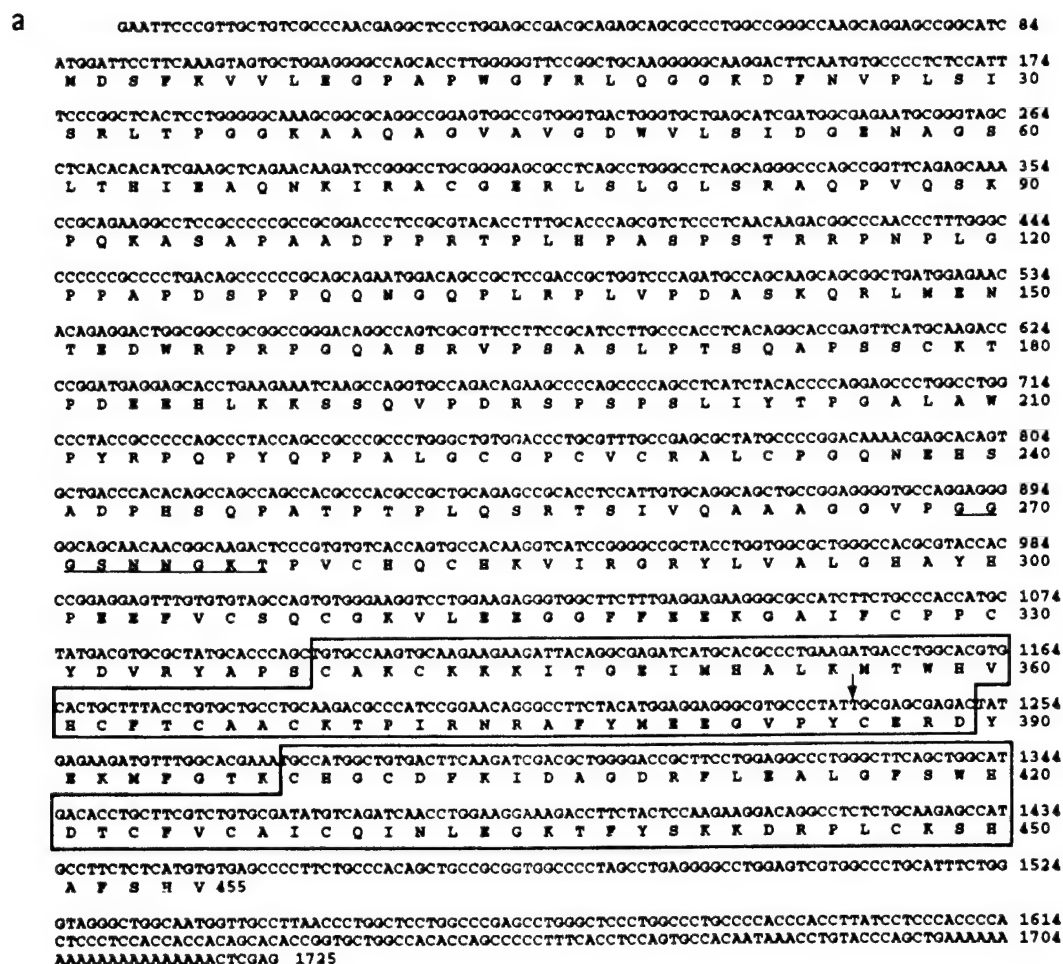 a
GAATTCCCGTTGCTGTCGCCCAACGAGGCTCCCTGGAGCCGACGCAGAGCAGCGCCCTGGCCGGGCCAAGCAGGAGCCGGCATC 84
ATGGATTCCTTCAAAGTAGTGCTGGAGGGGCCAGCACCTTGGGGGTTCCGGCTGCAAGGGGGCAAGGACTTCAATGTGCCCCTCTCCATT 174
M D S F K V V L E G P A P W G F R L Q G G K D F N V P L S I 30
TCCCGGCTCACTCCTGGGGGCAAAGCGGCGCAGGCCGGAGTGGCCGTGGGTGACTGGGTGCTGAGCATCGATGGCGAGAATGCGGGTAGC 264
S R L T P G G K A A Q A G V A V G D W V L S I D G E N A G S 60
CTCACACACATCGAAGCTCAGAACAAGATCCGGGCCTGCGGGGAGCGCCTCAGCCTGGGCCTCAGCAGGGCCCAGCCGGTTCAGAGCAAA 354
L T H I E A Q N K I R A C G E R L S L G L S R A Q P V Q S K 90
CCGCAGAAGGCCTCCGCCCCCGCCGCGGACCCTCCGCGTACACCTTTGCACCCAGCGTCTCCCTCAACAAGACGGCCCAACCCTTTGGGC 444
P Q K A S A P A A D P P R T P L H P A S P S T R R P N P L G 120
CCCCCCGCCCCTGACAGCCCCCCGCAGCAGAATGGACAGCCGCTCCGACCGCTGGTCCCAGATGCCAGCAAGCAGCGGCTGATGGAGAAC 534
P P A P D S P P Q Q N G Q P L R P L V P D A S K Q R L M E N 150
ACAGAGGACTGGCGGCCGCGGCCGGGACAGGCCAGTCGCGTTCCTTCCGCATCCTTGCCCACCTCACAGGCACCGAGTTCATGCAAGACC 624
T E D W R P R P G Q A S R V P S A S L P T S Q A P S S C K T 180
CCGGATGAGGAGCACCTGAAGAAATCAAGCCAGGTGCCAGACAGAAGCCCCAGCCCCAGCCTCATCTACACCCCAGGAGCCCTGGCCTGG 714
P D E E H L K K S S Q V P D R S P S P S L I Y T P G A L A W 210
CCCTACCGCCCCCAGCCCTACCAGCCGCCCGCCCTGGGCTGTGGACCCTGCGTTTGCCGAGCGCTATGCCCCGGACAAAACGAGCACAGT 804
P Y R P Q P Y Q P P A L G C G P C V C R A L C P G Q N E H S 240
GCTGACCCACACAGCCAGCCAGCCACGCCCACGCCGCTGCAGAGCCGCACCTCCATTGTGCAGGCAGCTGCCGGAGGGGTGCCAGGAGGG 894
A D P H S Q P A T P T P L Q S R T S I V Q A A A G G V P G G 270
GGCAGCAACAACGGCAAGACTCCCGTGTGTCACCAGTGCCACAAGGTCATCCGGGGCCGCTACCTGGTGGCGCTGGGCCACGCGTACCAC 984
G S N N G K T P V C H Q C H K V I R G R Y L V A L G H A Y H 300
CCGGAGGAGTTTGTGTGTAGCCAGTGTGGGAAGGTCCTGGAAGAGGGTGGCTTCTTTGAGGAGAAGGGCGCCATCTTCTGCCCACCATGC 1074
P E E F V C S Q C G K V L E E G G F F E E K G A I F C P P C 330
TATGACGTGCGCTATGCACCCAGCTGTGCCAAGTGCAAGAAGAAGATTACAGGCGAGATCATGCACGCCCTGAAGATGACCTGGCACGTG 1164
Y D V R Y A P S C A K C K K K I T G E I M H A L K M T W H V 360
CACTGCTTTACCTGTGCTGCCTGCAAGACGCCCATCCGGAACAGGGCCTTCTACATGGAGGAGGGCGTGCCCTATTGCGAGCGAGACTAT 1254
H C F T C A A C K T P I R N R A F Y M E E G V P Y C E R D Y 390
GAGAAGATGTTTGGCACGAAATGCCATGGCTGTGACTTCAAGATCGACGCTGGGGACCGCTTCCTGGAGGCCCTGGGCTTCAGCTGGCAT 1344
E K M F G T K C H G C D F K I D A G D R F L E A L G F S W H 420
GACACCTGCTTCGTCTGTGCGATATGTCAGATCAACCTGGAAGGAAAGACCTTCTACTCCAAGAAGGACAGGCCTCTCTGCAAGAGCCAT 1434
D T C F V C A I C Q I N L E G K T F Y S K K D R P L C K S H 450
GCCTTCTCTCATGTGTGAGCCCCTTCTGCCCACAGCTGCCGCGGTGGCCCCTAGCCTGAGGGGCCTGGAGTCGTGGCCCTGCATTTCTGG 1524
A F S H V 455
GTAGGGCTGGCAATGGTTGCCTTAACCCTGGCTCCTGGCCCGAGCCTGGGCTCCCTGGCCCTGCCCCACCCACCTTATCCTCCCACCCCA 1614
CTCCCTCCACCACCACAGCACACCGGTGCTGGCCACACCAGCCCCCTTTCACCTCCAGTGCCACAATAAACCTGTACCCAGCTGAAAAAA 1704
AAAAAAAAAAAAAAACTCGAG 1725